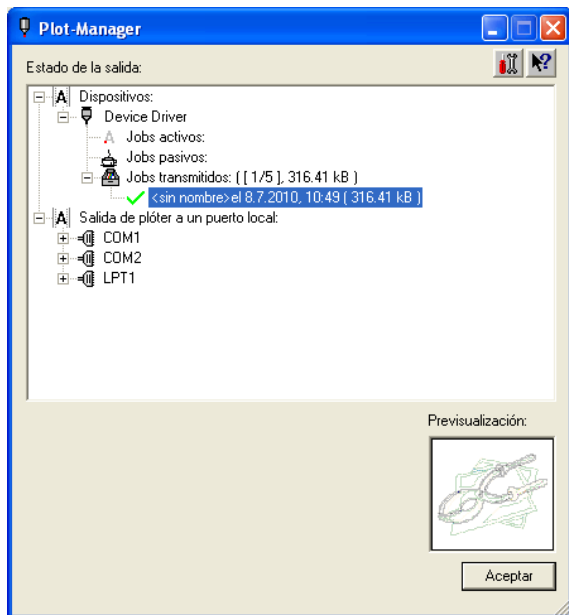 Plot-Manager
Estado de la salida:
Dispositivos:
Device Driver
Jobs activos:
Jobs pasivos:
Jobs transmitidos: ( [ 1/5 ], 316.41 kB )
<sin nombre>el 8.7.2010, 10:49 ( 316.41 kB )
Salida de plóter a un puerto local:
COM1
COM2
LPT1
Previsualización:
Aceptar